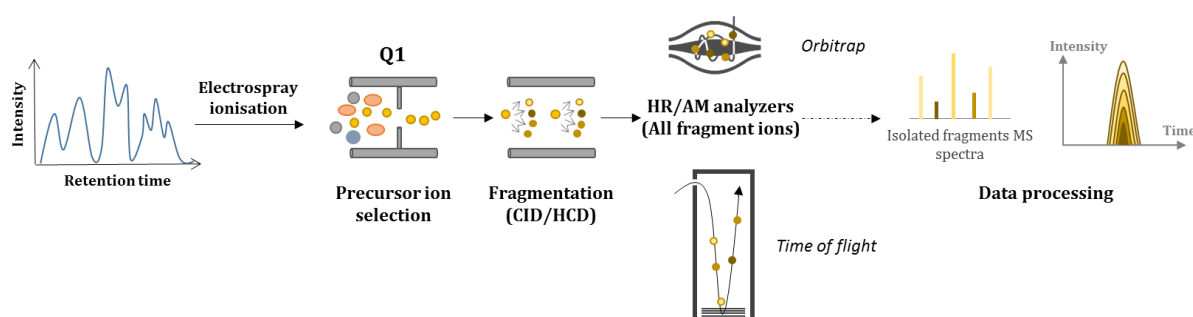 Intensity
Retention time
Electrospray
ionisation
Q1
Precursor ion
selection
Fragmentation
(CID/HCD)
Orbitrap
HR/AM analyzers
(All fragment ions)
Time of flight
Isolated fragments MS
spectra
Intensity
Time
Data processing